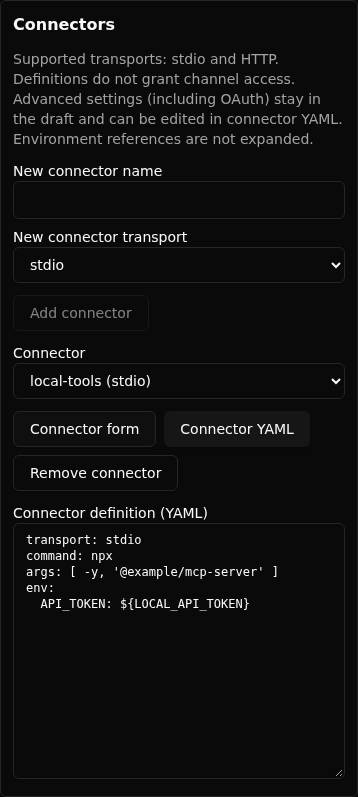 Connectors
Supported transports: stdio and HTTP.
Definitions do not grant channel access.
Advanced settings (including OAuth) stay in
the draft and can be edited in connector YAML.
Environment references are not expanded.
New connector name
New connector transport
stdio
Add connector
Connector
local-tools (stdio)
Connector form
Connector YAML
Remove connector
Connector definition (YAML)
transport: stdio
command: npx
args: [ -y, '@example/mcp-server' ]
env:
  API_TOKEN: ${LOCAL_API_TOKEN}